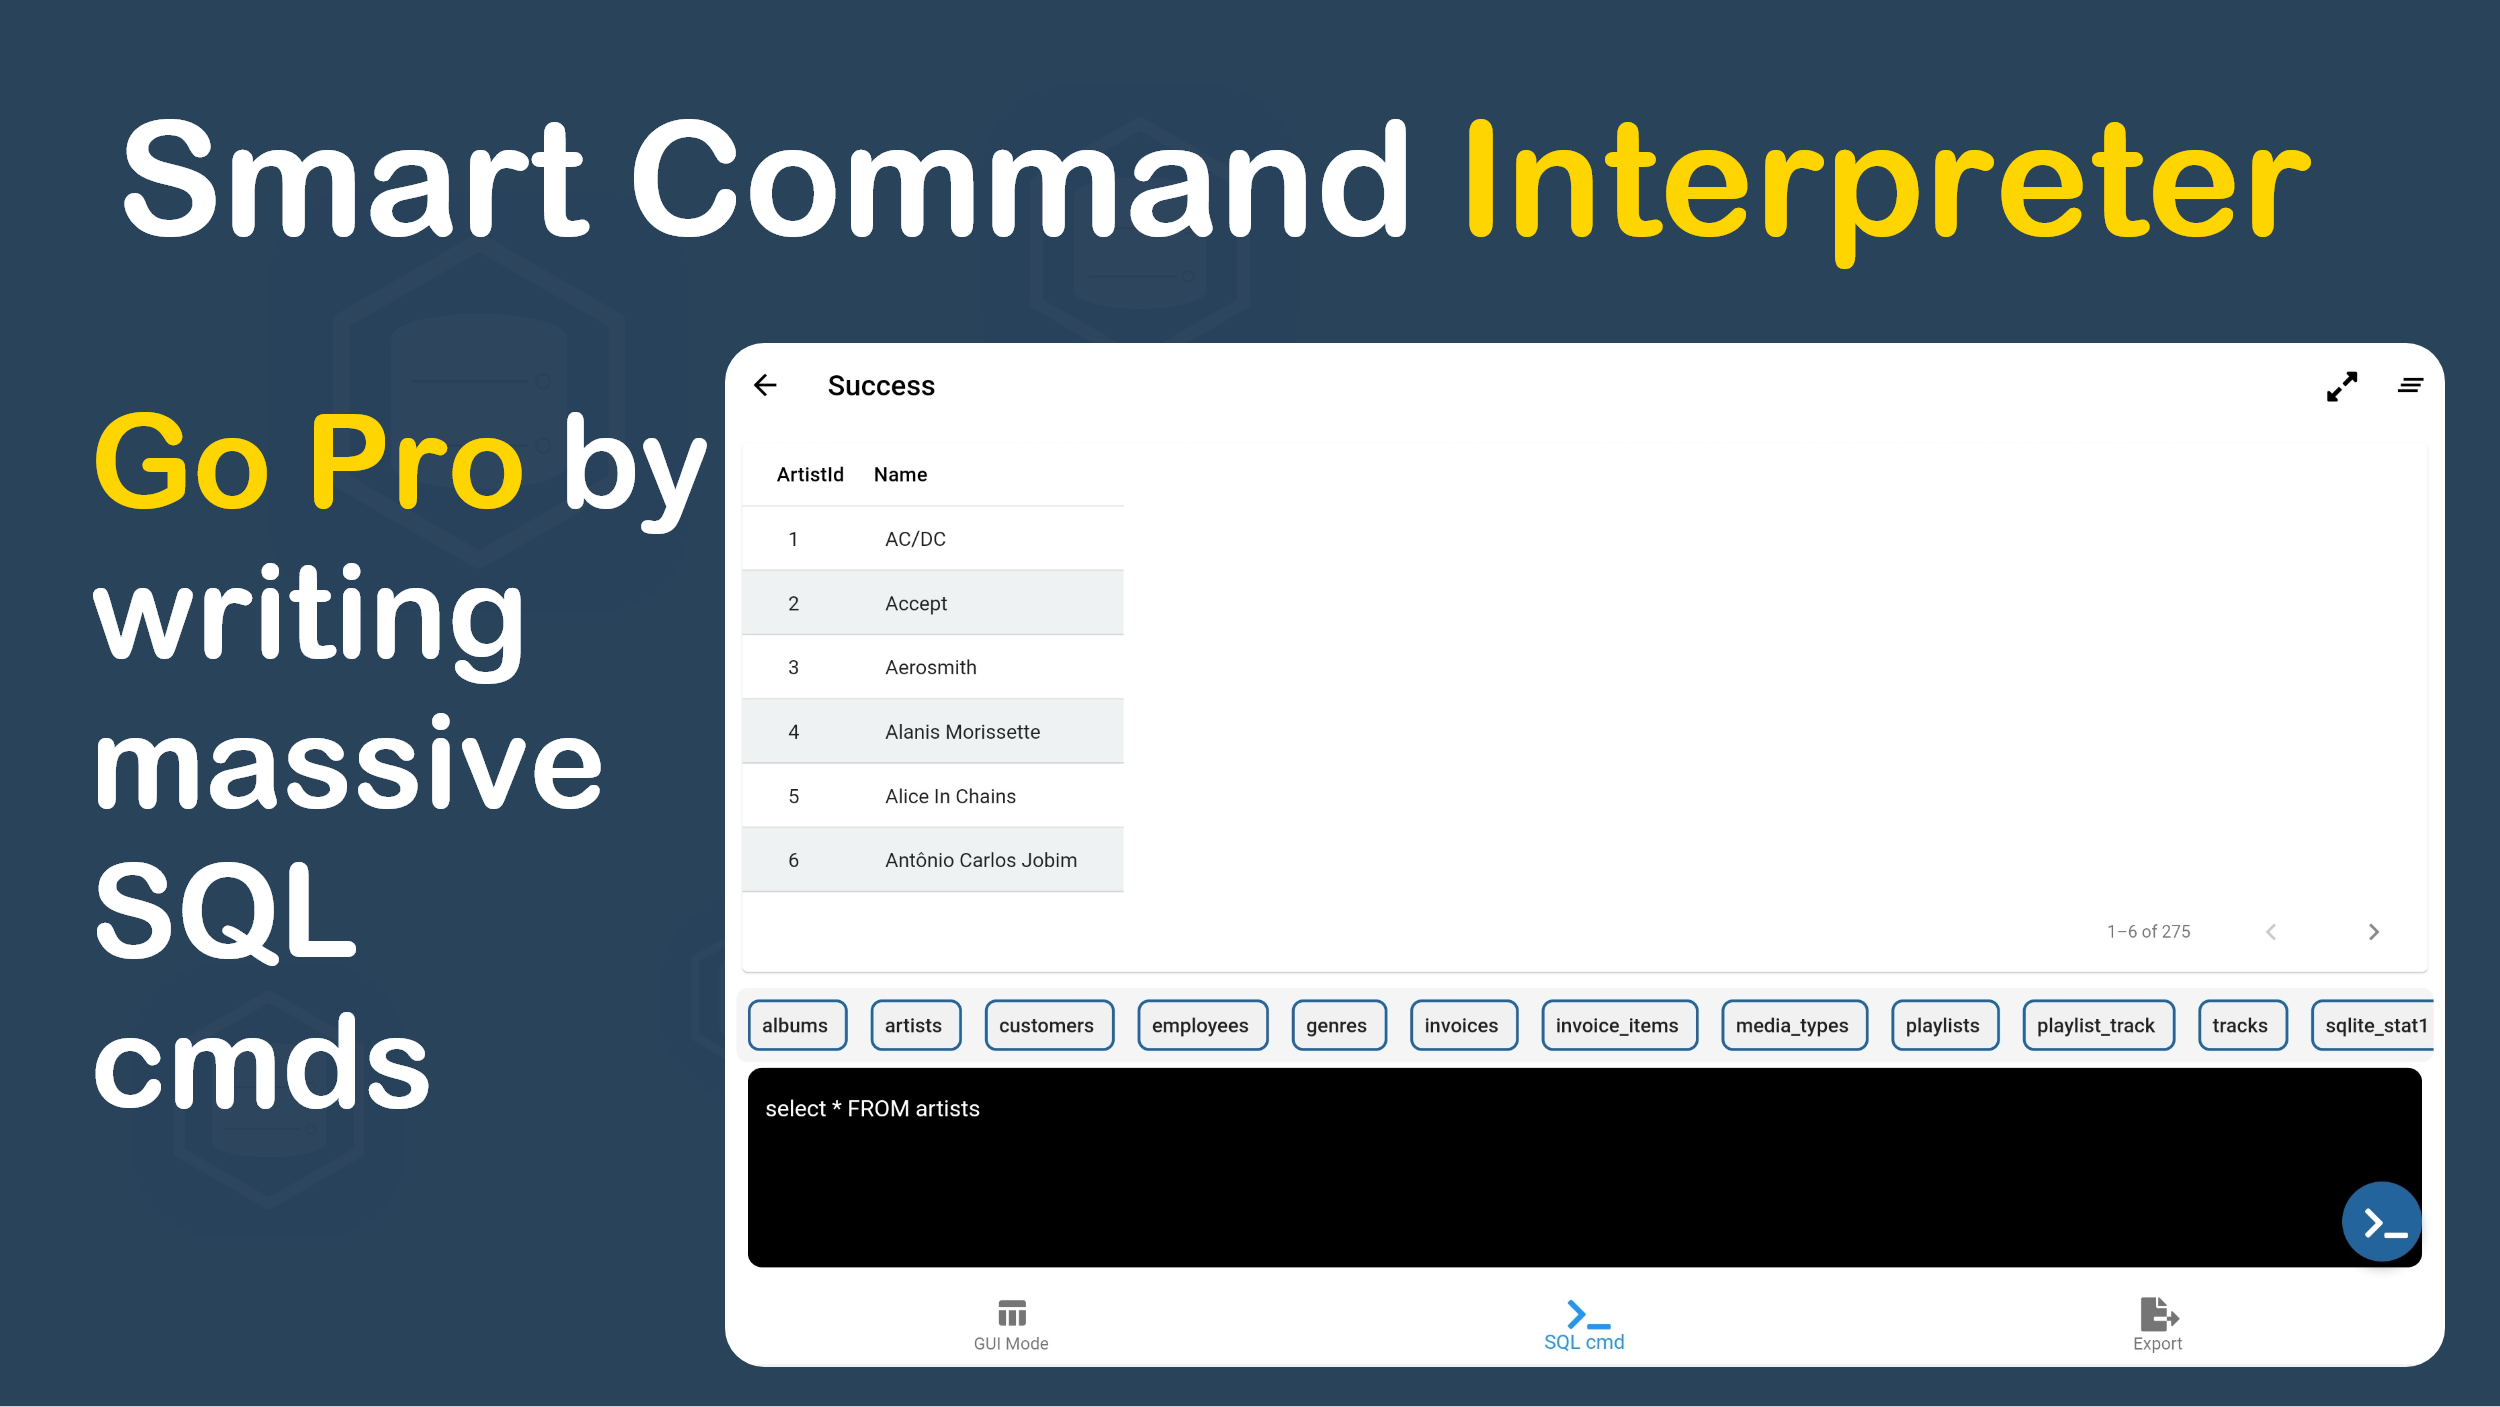 Smart Command Interpreter
Go Pro by
writing
massive
SQL
cmds
Success
ArtistId Name
1 AC/DC
2 Accept
3 Aerosmith
4 Alanis Morissette
5 Alice In Chains
6 Antônio Carlos Jobim
1–6 of 275
albums artists customers employees genres invoices invoice_items media_types playlists playlist_track tracks sqlite_stat1
select * FROM artists
GUI Mode SQL cmd Export